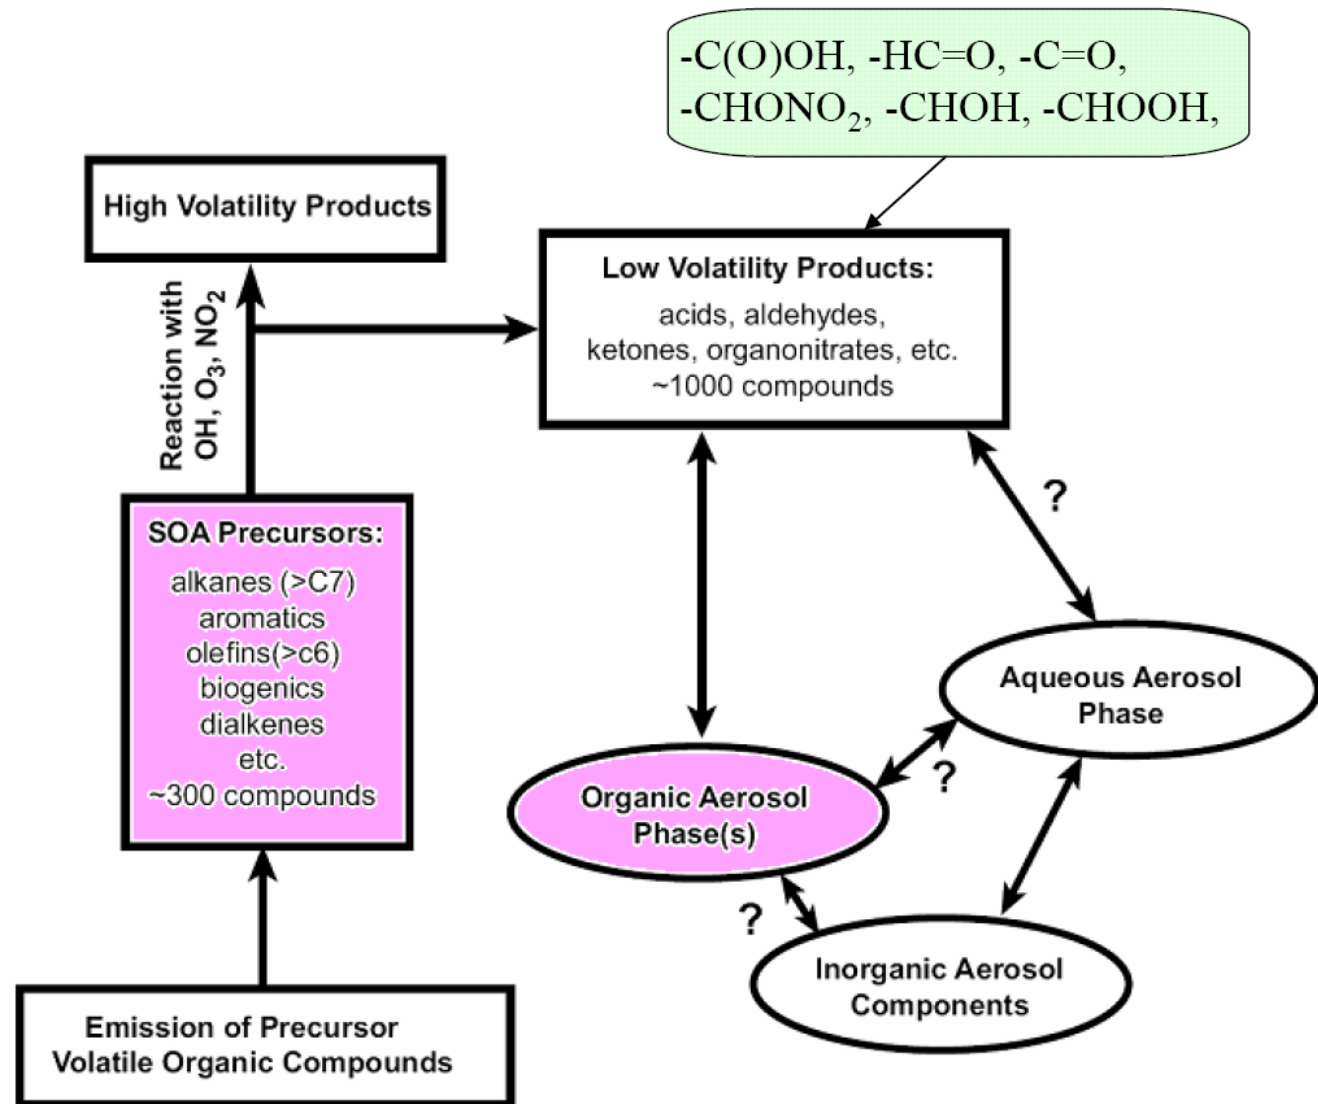 -C(O)OH, -HC=O, -C=O,
-CHONO₂, -CHOH, -CHOOH,
High Volatility Products
Low Volatility Products:
acids, aldehydes,
ketones, organonitrates, etc.
~1000 compounds
Reaction with
OH, O₃, NO₂
?
SOA Precursors:
alkanes (>C7)
aromatics
olefins(>c6)
biogenics
dialkenes
etc.
~300 compounds
Aqueous Aerosol
Phase
?
Organic Aerosol
Phase(s)
?
Inorganic Aerosol
Components
Emission of Precursor
Volatile Organic Compounds